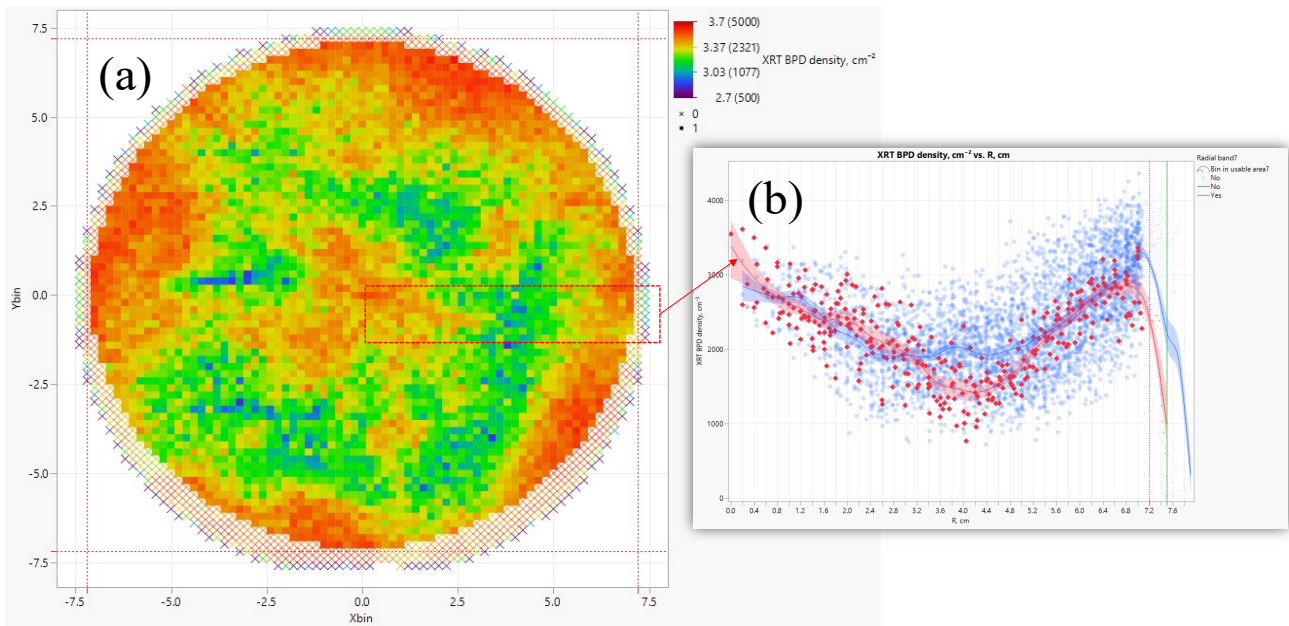 (a)
7.5
5.0
2.5
0.0
-2.5
-5.0
-7.5
Ybin
-7.5 -5.0 -2.5 0.0 2.5 5.0 7.5
Xbin
3.7 (5000)
3.37 (2321)
3.03 (1077)
2.7 (500)
XRT BPD density, cm⁻²
0
1
XRT BPD density, cm⁻² vs. R, cm
(b)
4000
3000
2000
1000
0
XRT BPD density, cm⁻²
0.0 0.4 0.8 1.2 1.6 2.0 2.4 2.8 3.2 3.6 4.0 4.4 4.8 5.2 5.6 6.0 6.4 6.8 7.2 7.6
R, cm
Radial band?
Bin in usable area?
No
No
Yes